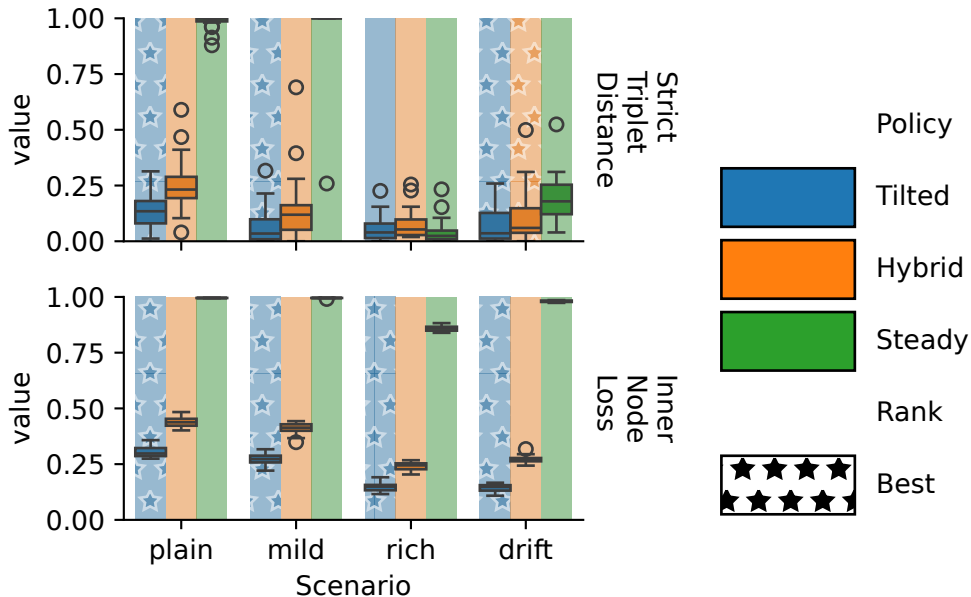 1.00
0.75
0.50
0.25
0.00
value
Strict
Triplet
Distance
1.00
0.75
0.50
0.25
0.00
value
Inner
Node
Loss
plain
mild
rich
drift
Scenario
Policy
Tilted
Hybrid
Steady
Rank
Best